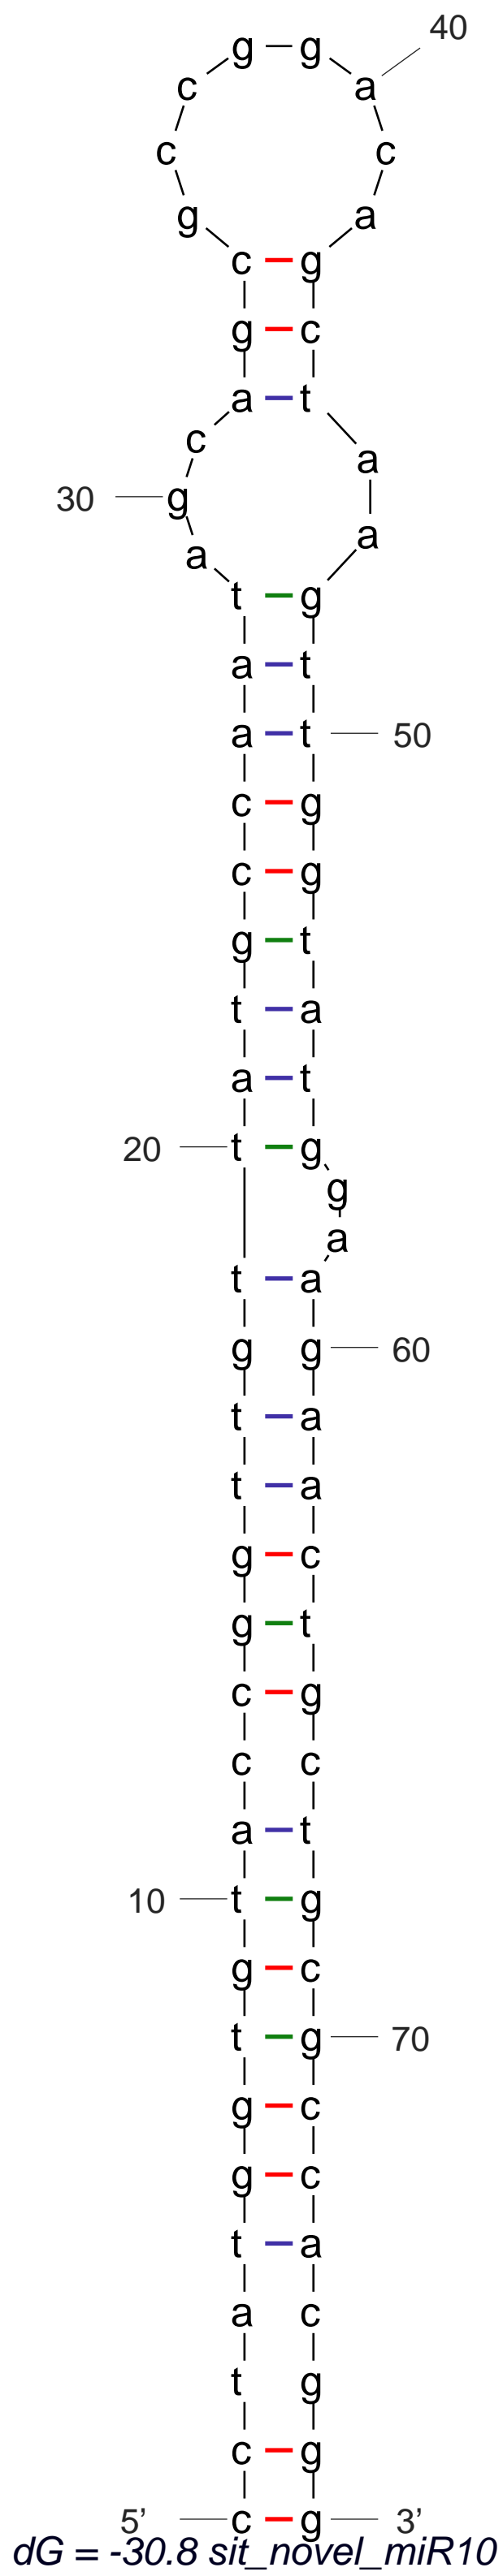 g g 40
c a
c c
g a
c g
g c
a t
c a
30 g
a a
t g
a t
a t 50
c g
c g
g t
t a
a t
20 t g
g
a
t a
g g 60
t a
t a
g c
g t
c g
c c
a t
10 t g
g c
t g 70
g c
g c
t a
a c
t g
c g
5’ c g 3’
dG = -30.8 sit_novel_miR10